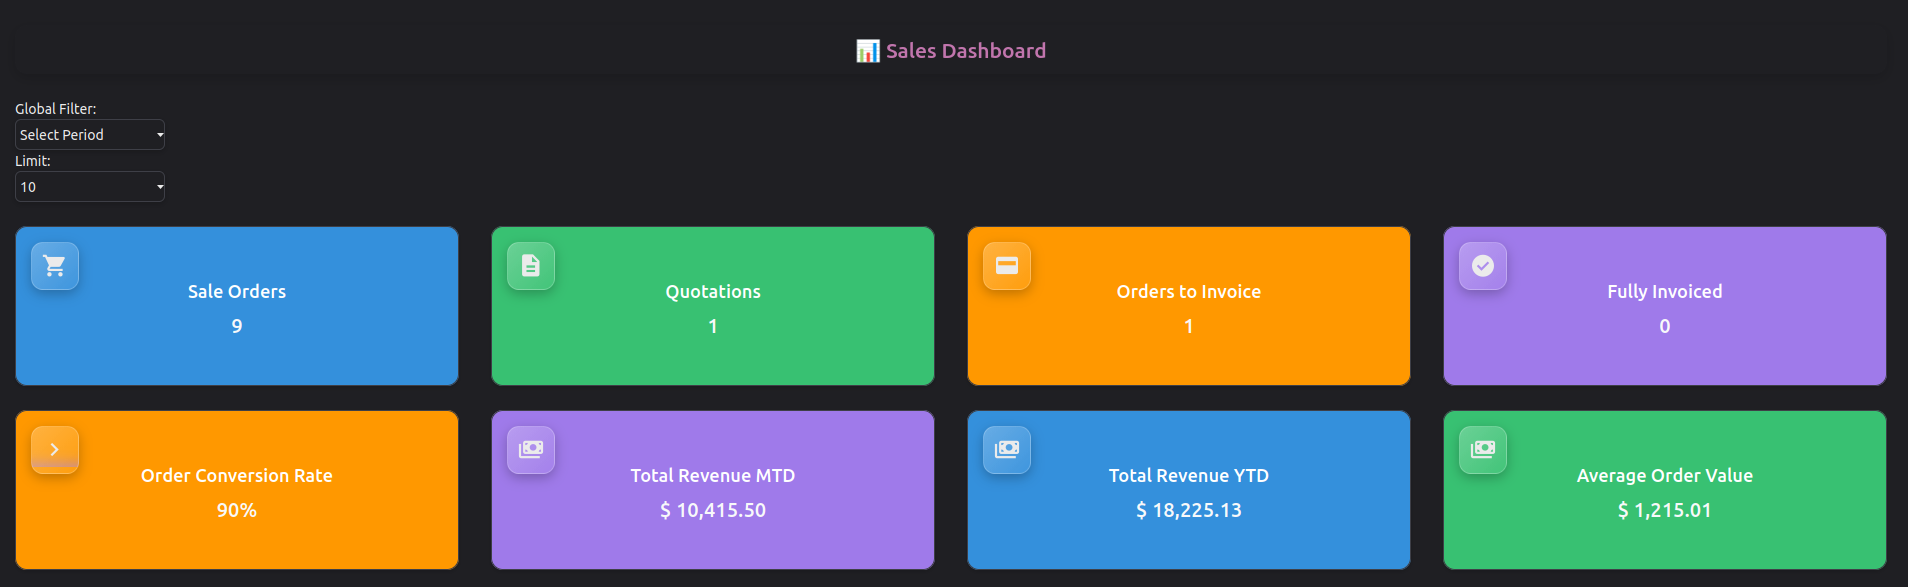 📊 Sales Dashboard
Global Filter:
Select Period
Limit:
10
Sale Orders
9
Quotations
1
Orders to Invoice
1
Fully Invoiced
0
Order Conversion Rate
90%
Total Revenue MTD
$ 10,415.50
Total Revenue YTD
$ 18,225.13
Average Order Value
$ 1,215.01